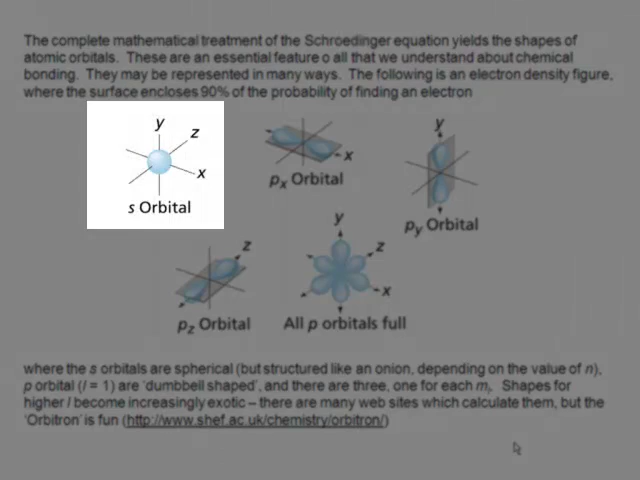 The complete mathematical treatment of the Schroedinger equation yields the shapes of
atomic orbitals. These are an essential feature o all that we understand about chemical
bonding. They may be represented in many ways. The following is an electron density figure,
where the surface encloses 90% of the probability of finding an electron
y
z
x
s Orbital
x
px Orbital
y
py Orbital
z
pz Orbital
y
z
x
All p orbitals full
where the s orbitals are spherical (but structured like an onion, depending on the value of n),
p orbital (l = 1) are 'dumbbell shaped', and there are three, one for each ml. Shapes for
higher l become increasingly exotic – there are many web sites which calculate them, but the
'Orbitron' is fun (http://www.shef.ac.uk/chemistry/orbitron/)